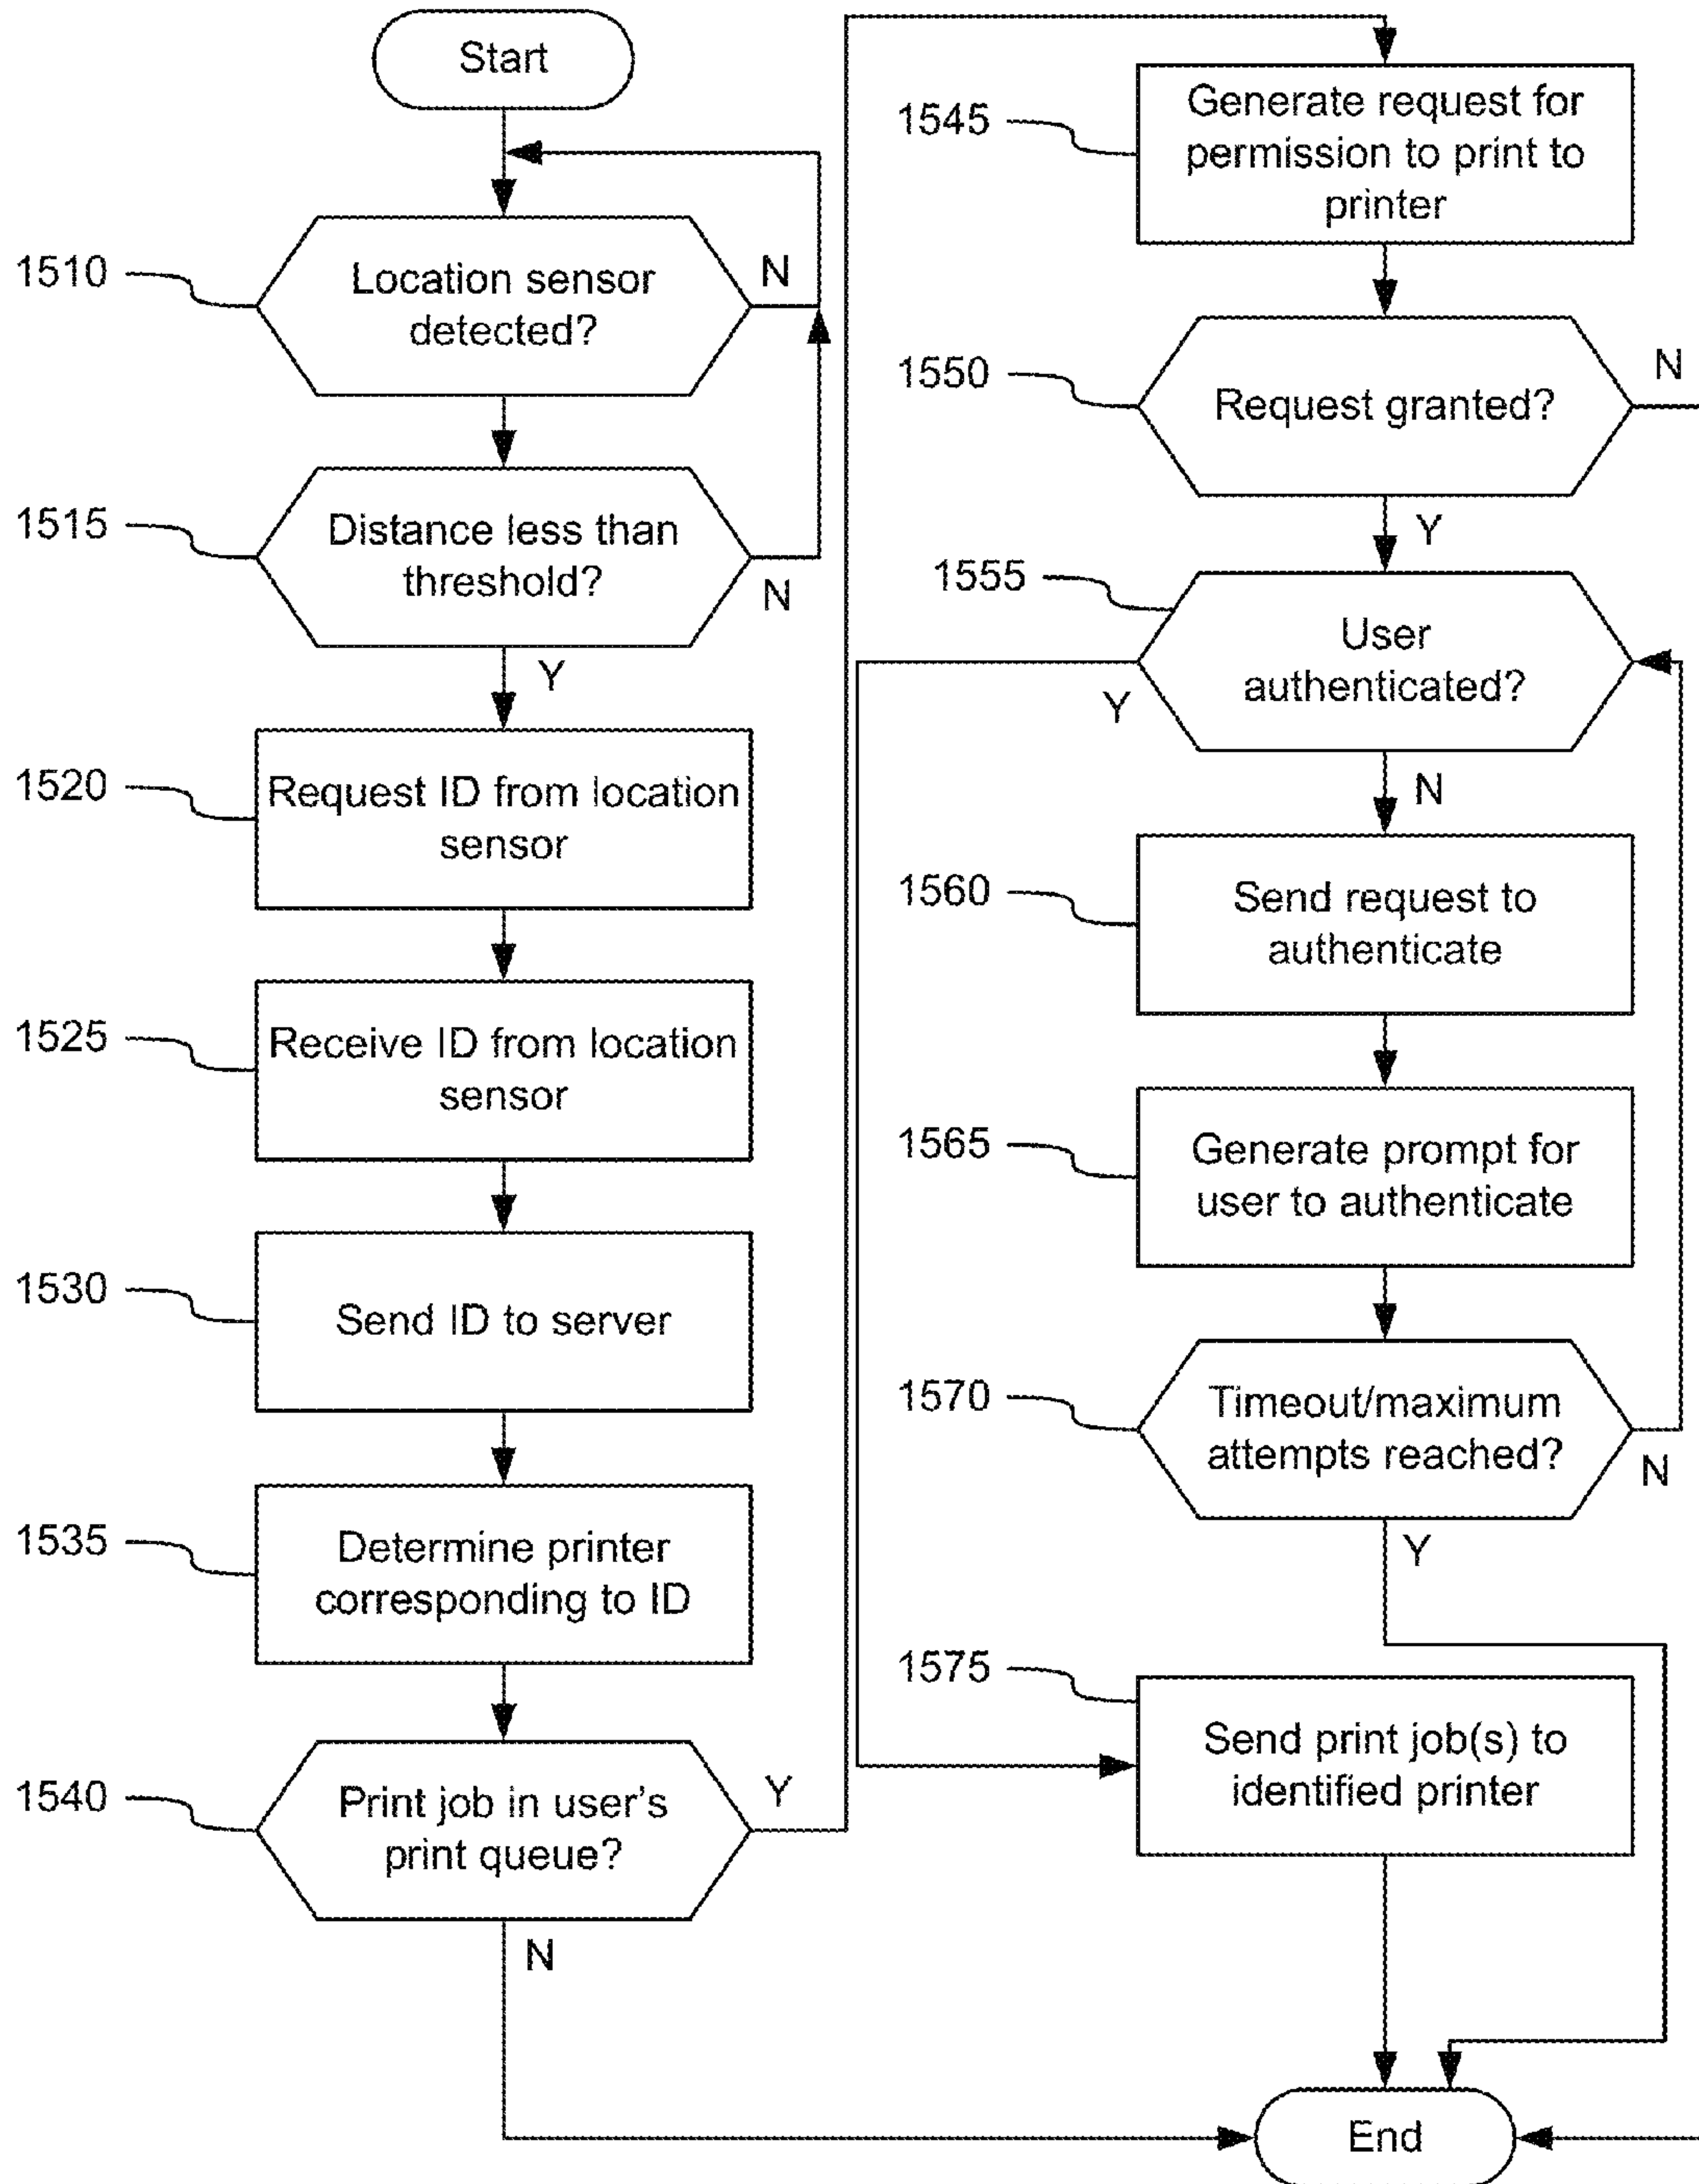 Start
1510
Location sensor
detected?
N
1515
Distance less than
threshold?
N
Y
1520
Request ID from location
sensor
1525
Receive ID from location
sensor
1530
Send ID to server
1535
Determine printer
corresponding to ID
1540
Print job in user's
print queue?
Y
N
1545
Generate request for
permission to print to
printer
1550
Request granted?
N
Y
1555
User
authenticated?
Y
N
1560
Send request to
authenticate
1565
Generate prompt for
user to authenticate
1570
Timeout/maximum
attempts reached?
N
Y
1575
Send print job(s) to
identified printer
End